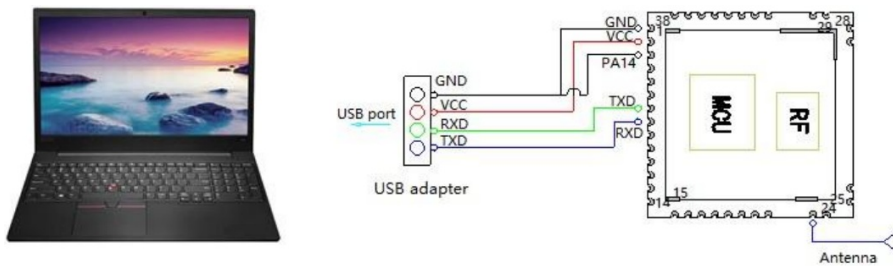 GND
VCC
PA14
TXD
RXD
38
1
28
29
GND
VCC
RXD
TXD
USB port
USB adapter
MCU
RF
14
15
25
24
Antenna